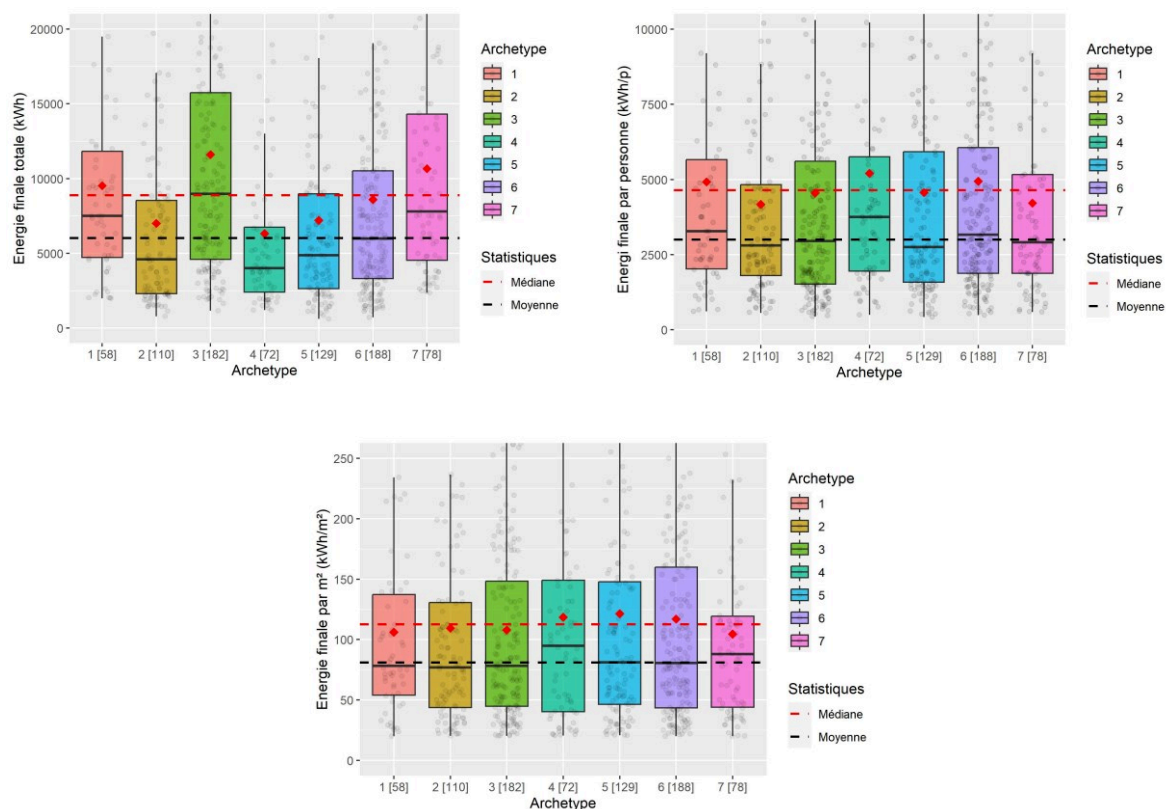 Energie finale totale (kWh)
20000
15000
10000
5000
0
1 [58] 2 [110] 3 [182] 4 [72] 5 [129] 6 [188] 7 [78]
Archetype
Archetype
1
2
3
4
5
6
7
Statistiques
Médiane
Moyenne
Energi finale par personne (kWh/p)
10000
7500
5000
2500
0
1 [58] 2 [110] 3 [182] 4 [72] 5 [129] 6 [188] 7 [78]
Archetype
Archetype
1
2
3
4
5
6
7
Statistiques
Médiane
Moyenne
Energie finale par m² (kWh/m²)
250
200
150
100
50
0
1 [58] 2 [110] 3 [182] 4 [72] 5 [129] 6 [188] 7 [78]
Archetype
Archetype
1
2
3
4
5
6
7
Statistiques
Médiane
Moyenne